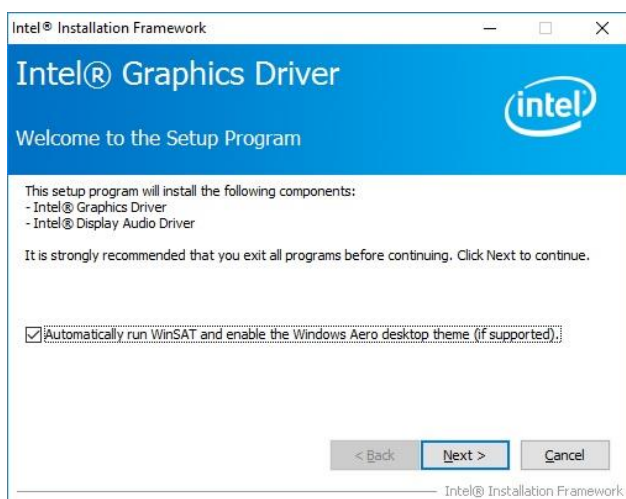 Intel® Installation Framework
Intel® Graphics Driver
intel
Welcome to the Setup Program
This setup program will install the following components:
- Intel® Graphics Driver
- Intel® Display Audio Driver
It is strongly recommended that you exit all programs before continuing. Click Next to continue.
Automatically run WinSAT and enable the Windows Aero desktop theme (if supported).
< Back Next > Cancel
Intel® Installation Framework